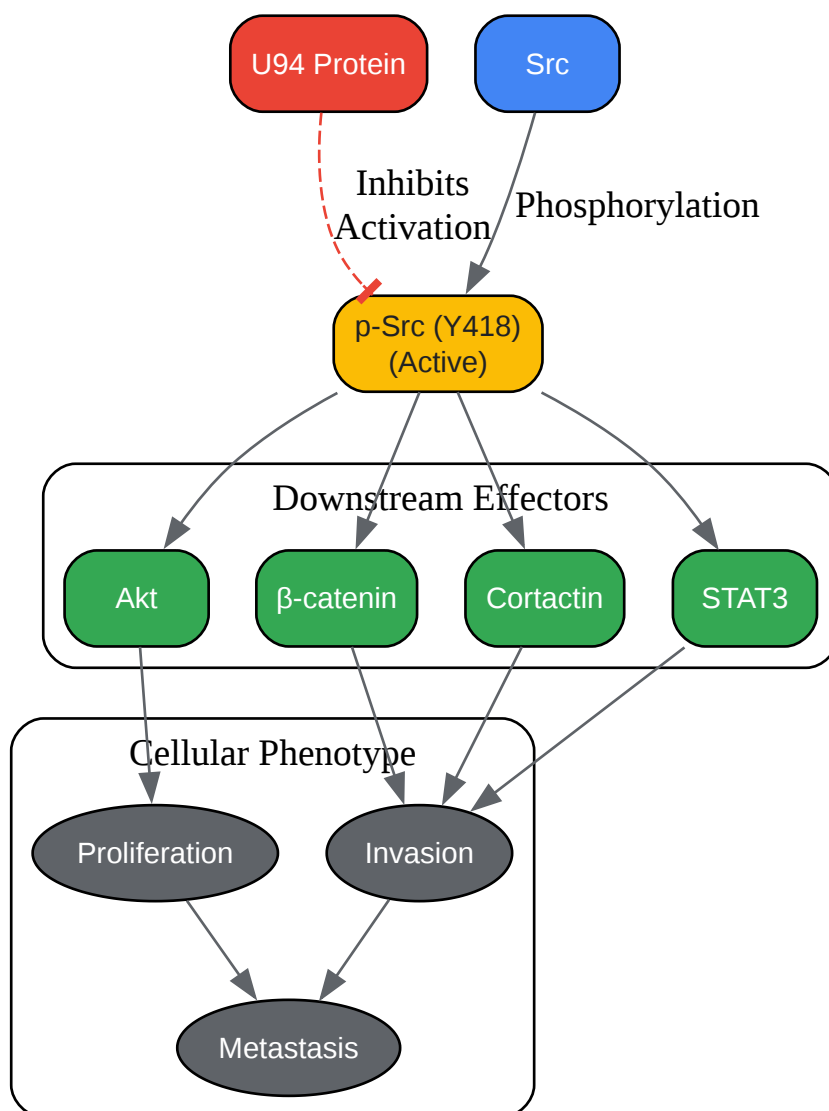 U94 Protein
Src
Inhibits
Activation
Phosphorylation
p-Src (Y418)
(Active)
Downstream Effectors
Akt
β-catenin
Cortactin
STAT3
Cellular Phenotype
Proliferation
Invasion
Metastasis